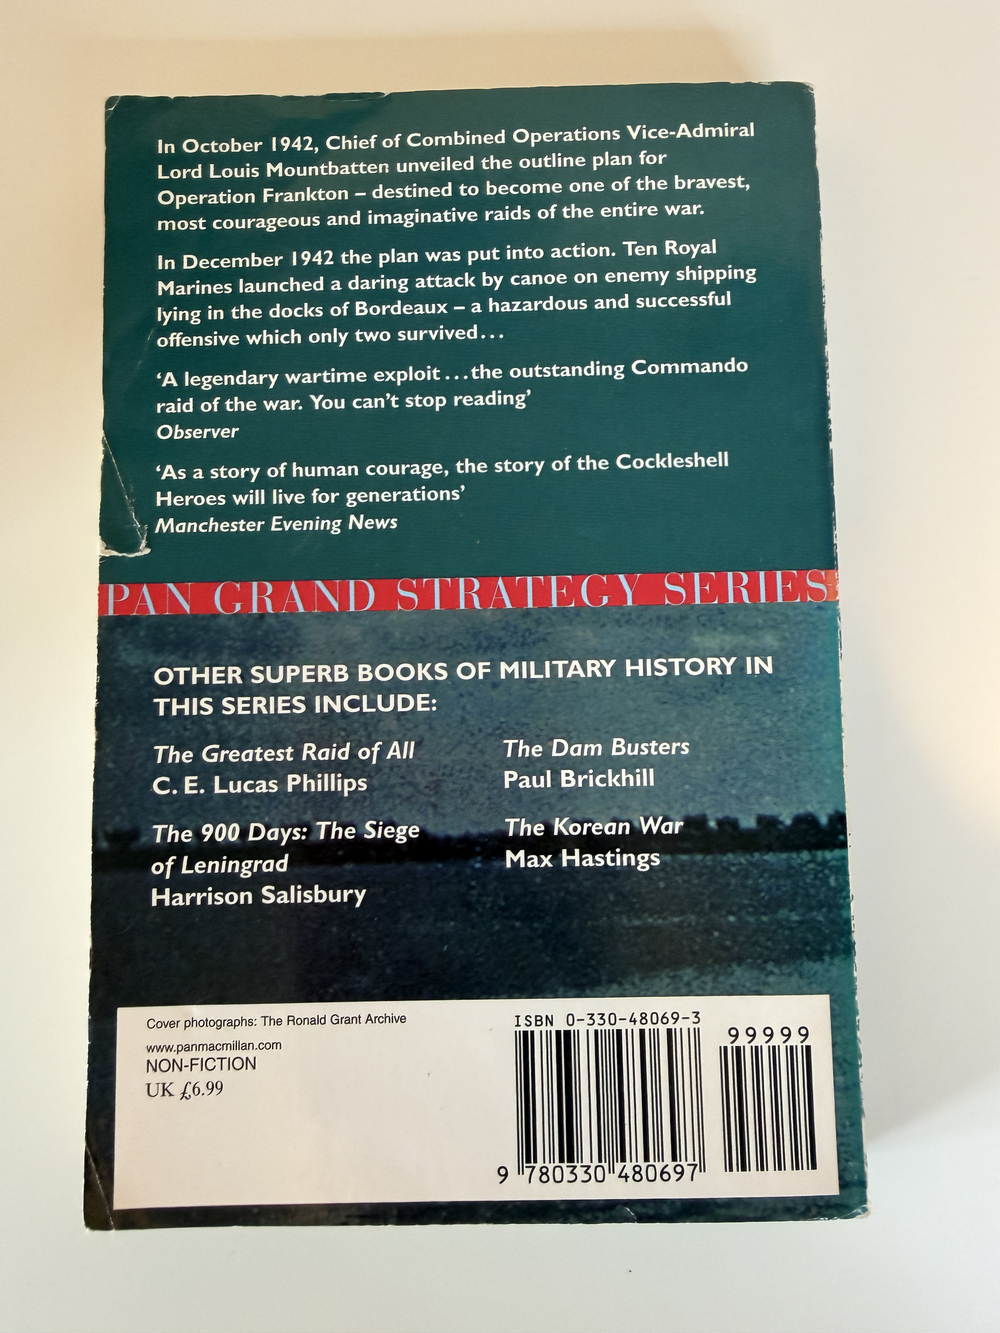 In October 1942, Chief of Combined Operations Vice-Admiral
Lord Louis Mountbatten unveiled the outline plan for
Operation Frankton – destined to become one of the bravest,
most courageous and imaginative raids of the entire war.
In December 1942 the plan was put into action. Ten Royal
Marines launched a daring attack by canoe on enemy shipping
lying in the docks of Bordeaux – a hazardous and successful
offensive which only two survived...
‘A legendary wartime exploit...the outstanding Commando
raid of the war. You can’t stop reading’
Observer
‘As a story of human courage, the story of the Cockleshell
Heroes will live for generations’
Manchester Evening News
PAN GRAND STRATEGY SERIES
OTHER SUPERB BOOKS OF MILITARY HISTORY IN
THIS SERIES INCLUDE:
The Greatest Raid of All
C. E. Lucas Phillips
The 900 Days: The Siege
of Leningrad
Harrison Salisbury
The Dam Busters
Paul Brickhill
The Korean War
Max Hastings
Cover photographs: The Ronald Grant Archive
www.panmacmillan.com
NON-FICTION
UK £6.99
ISBN 0-330-48069-3
99999
9 780330 480697